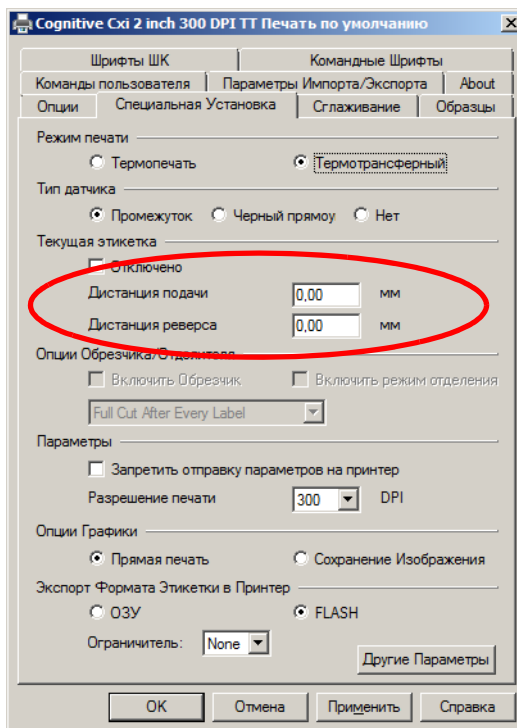 Cognitive Cxi 2 inch 300 DPI TT Печать по умолчанию
Шрифты ШК Командные Шрифты
Команды пользователя Параметры Импорта/Экспорта About
Опции Специальная Установка Сглаживание Образцы
Режим печати
Термопечать Термотрансферный
Тип датчика
Промежуток Черный прямоу Нет
Текущая этикетка
Отключено
Дистанция подачи 0,00 мм
Дистанция реверса 0,00 мм
Опции Обрезчика/Отделителя
Включить Обрезчик Включить режим отделения
Full Cut After Every Label
Параметры
Запретить отправку параметров на принтер
Разрешение печати 300 DPI
Опции Графики
Прямая печать Сохранение Изображения
Экспорт Формата Этикетки в Принтер
ОЗУ FLASH
Ограничитель: None
Другие Параметры
OK Отмена Применить Справка